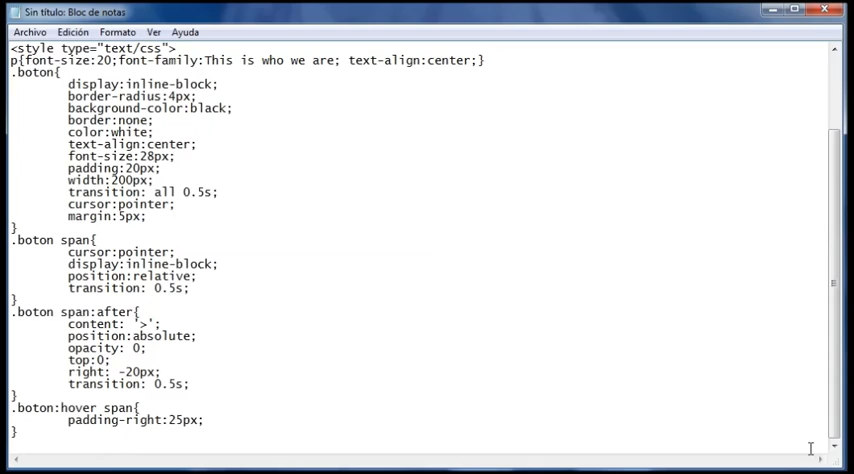 Sin título: Bloc de notas
Archivo Edición Formato Ver Ayuda
<style type="text/css">
p{font-size:20;font-family:This is who we are; text-align:center;}
.boton{
display:inline-block;
border-radius:4px;
background-color:black;
border:none;
color:white;
text-align:center;
font-size:28px;
padding:20px;
width:200px;
transition: all 0.5s;
cursor:pointer;
margin:5px;
}
.boton span{
cursor:pointer;
display:inline-block;
position:relative;
transition: 0.5s;
}
.boton span:after{
content: '>';
position:absolute;
opacity: 0;
top:0;
right: -20px;
transition: 0.5s;
}
.boton:hover span{
padding-right:25px;
}